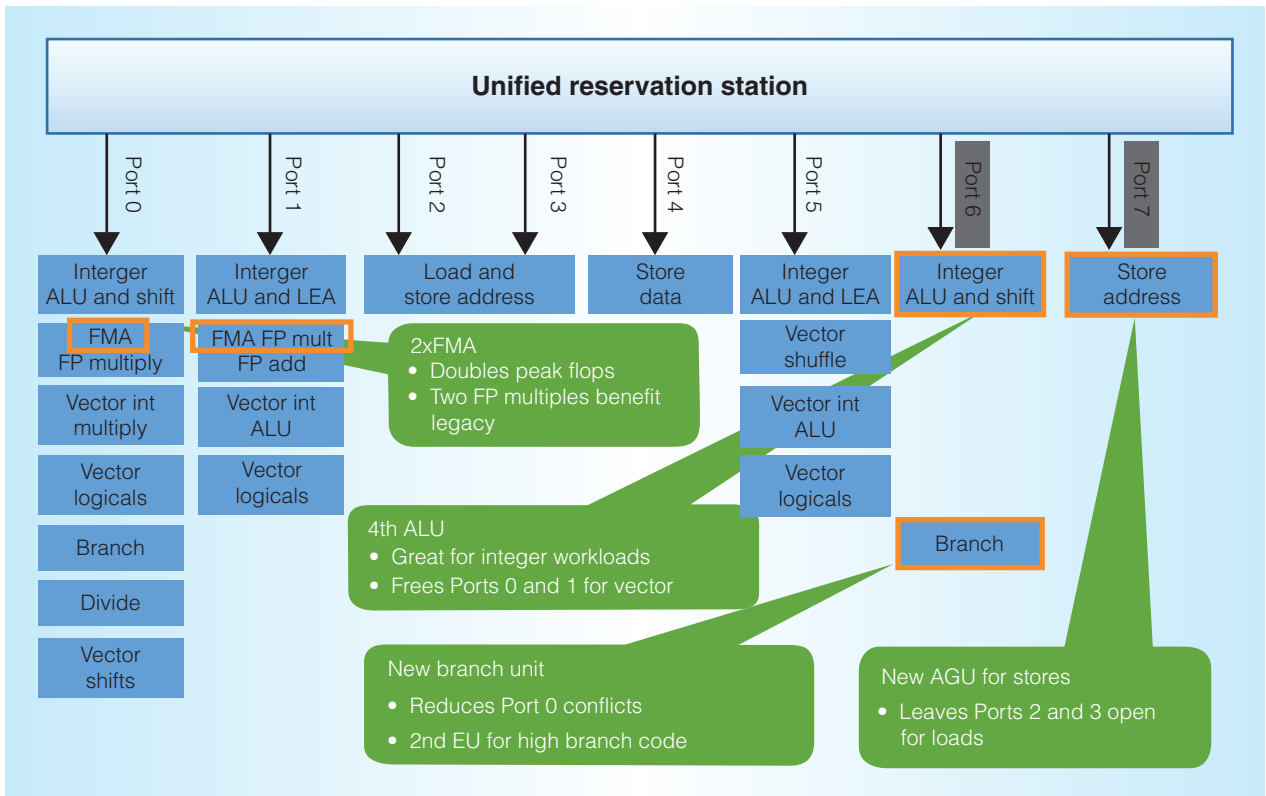 Unified reservation station
Port 0
Port 1
Port 2
Port 3
Port 4
Port 5
Port 6
Port 7
Interger
ALU and shift
Interger
ALU and LEA
Load and
store address
Store
data
Integer
ALU and LEA
Integer
ALU and shift
Store
address
FMA
FP multiply
Vector int
multiply
Vector
logicals
Branch
Divide
Vector
shifts
FMA FP mult
FP add
Vector int
ALU
Vector
logicals
2xFMA
• Doubles peak flops
• Two FP multiples benefit
legacy
Vector
shuffle
Vector int
ALU
Vector
logicals
4th ALU
• Great for integer workloads
• Frees Ports 0 and 1 for vector
Branch
New branch unit
• Reduces Port 0 conflicts
• 2nd EU for high branch code
New AGU for stores
• Leaves Ports 2 and 3 open
for loads